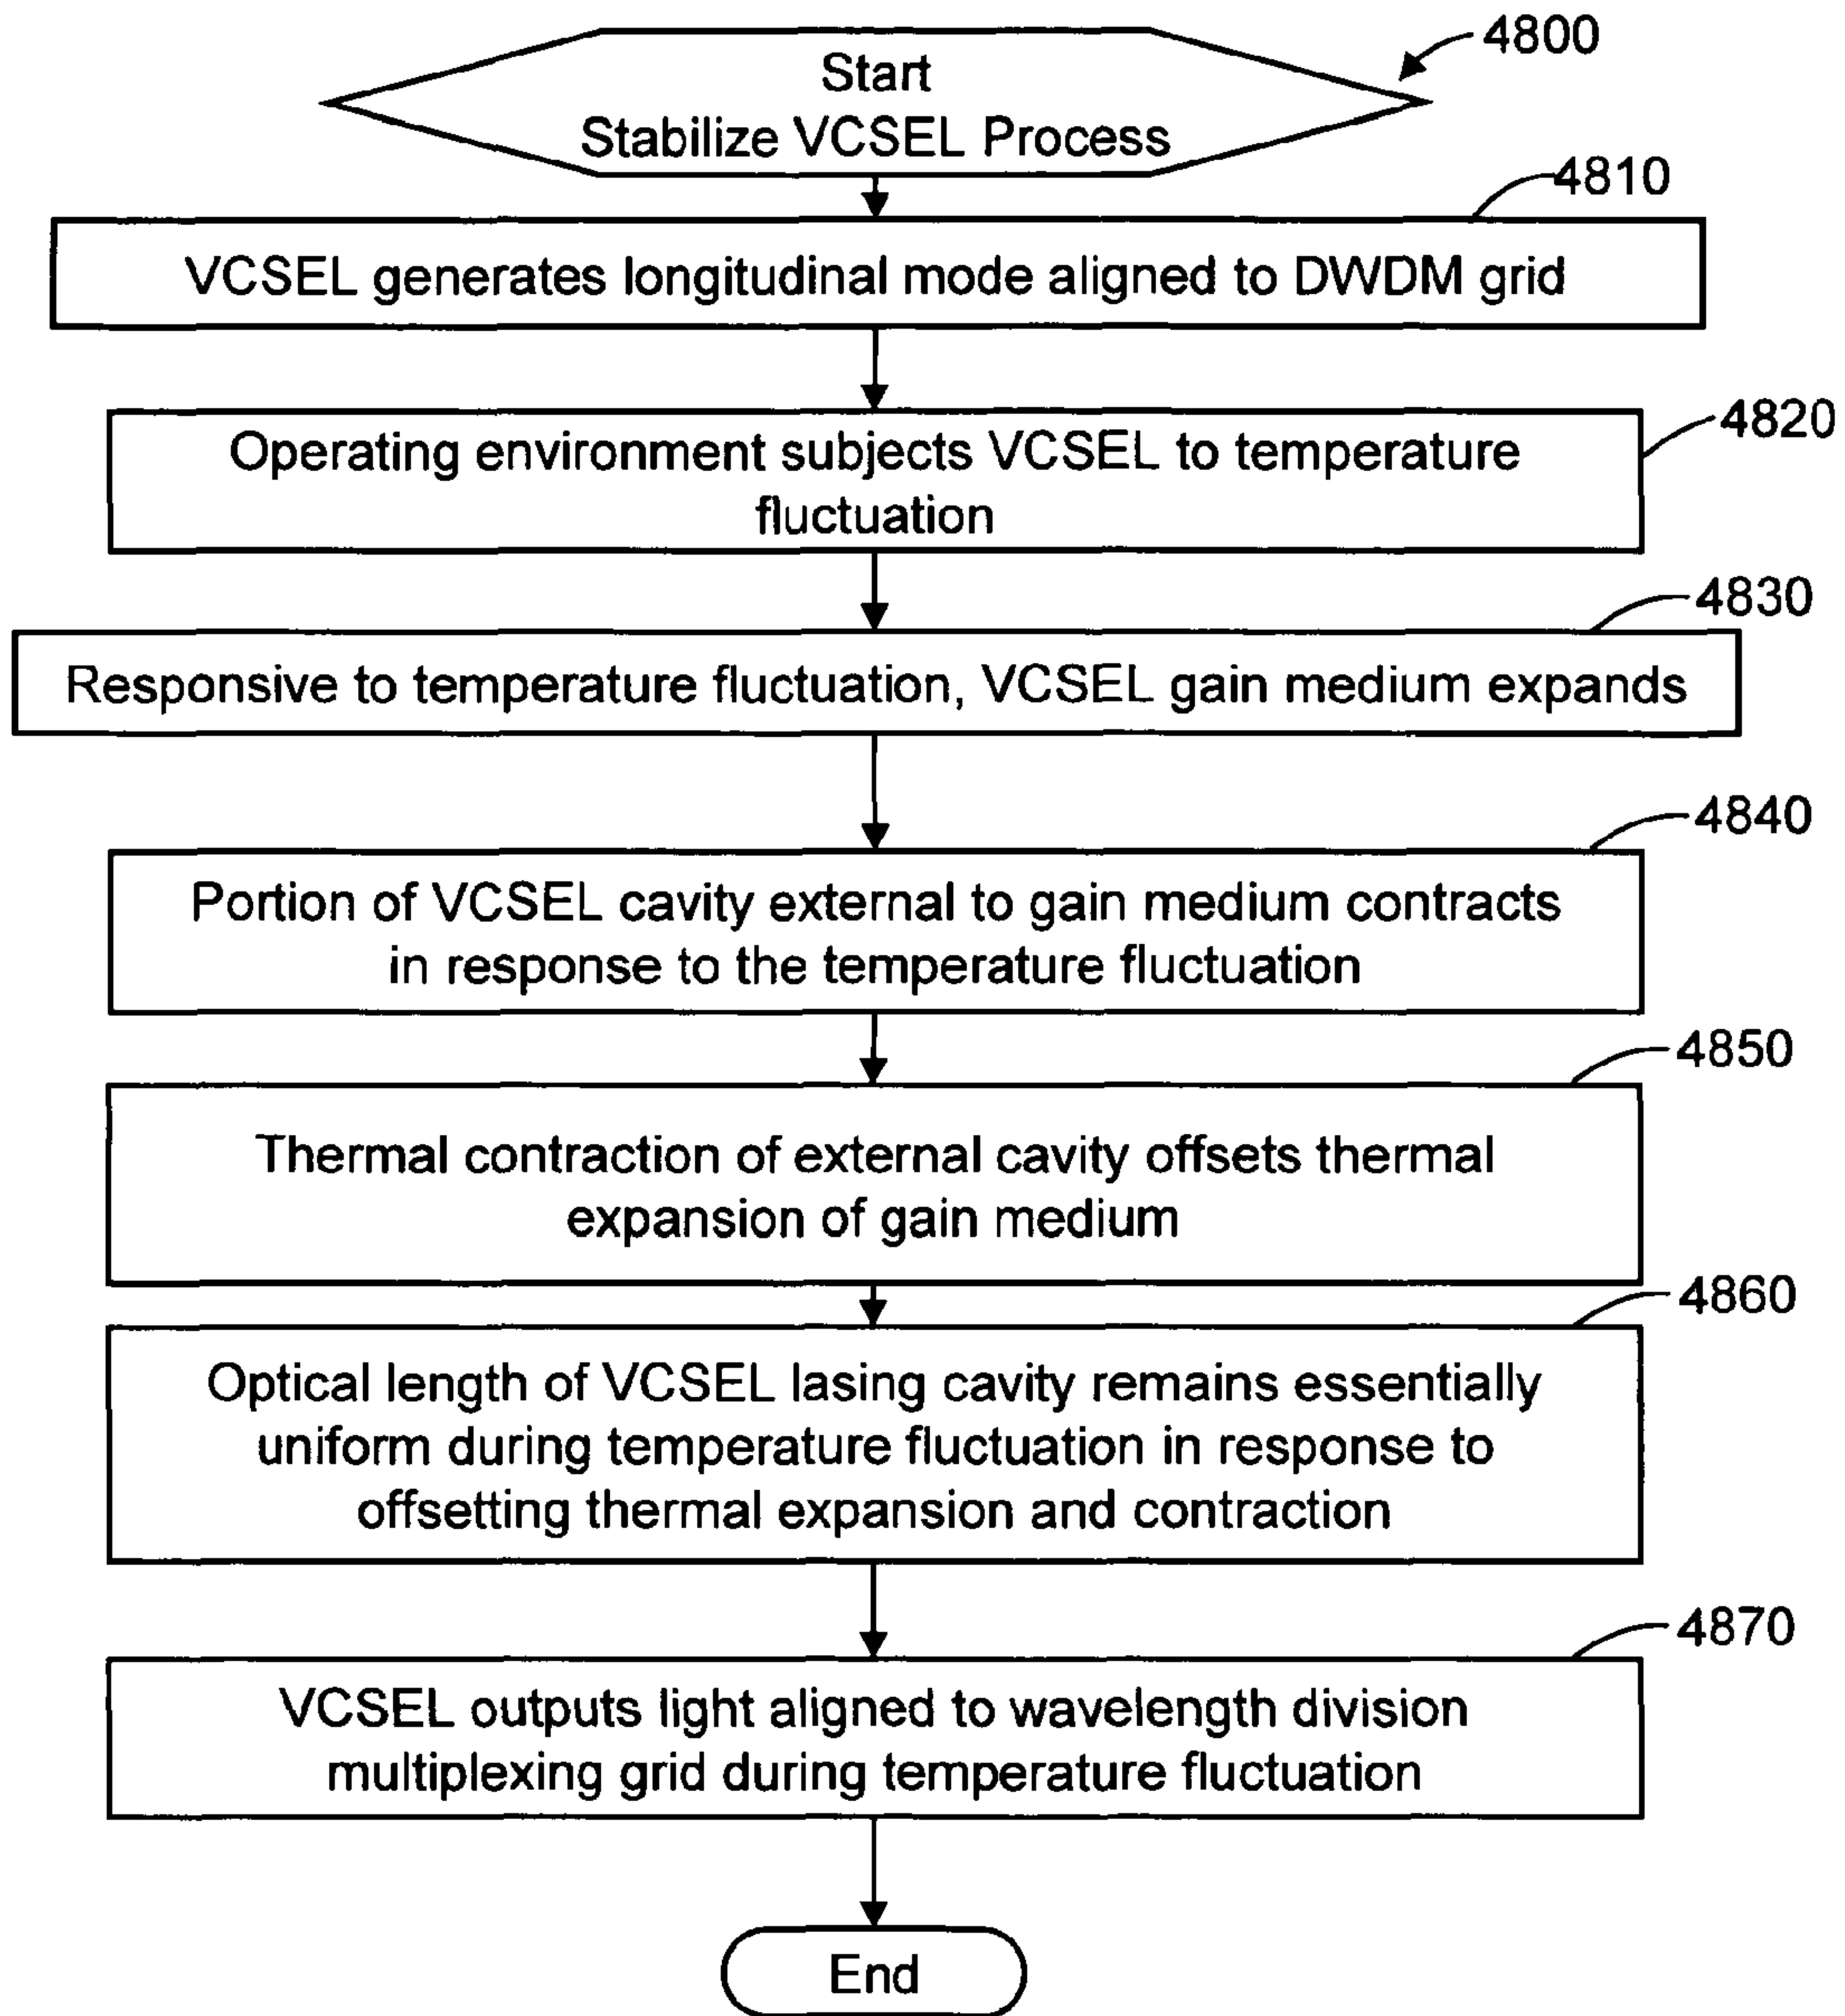 4800
Start
Stabilize VCSEL Process
4810
VCSEL generates longitudinal mode aligned to DWDM grid
4820
Operating environment subjects VCSEL to temperature
fluctuation
4830
Responsive to temperature fluctuation, VCSEL gain medium expands
4840
Portion of VCSEL cavity external to gain medium contracts
in response to the temperature fluctuation
4850
Thermal contraction of external cavity offsets thermal
expansion of gain medium
4860
Optical length of VCSEL lasing cavity remains essentially
uniform during temperature fluctuation in response to
offsetting thermal expansion and contraction
4870
VCSEL outputs light aligned to wavelength division
multiplexing grid during temperature fluctuation
End